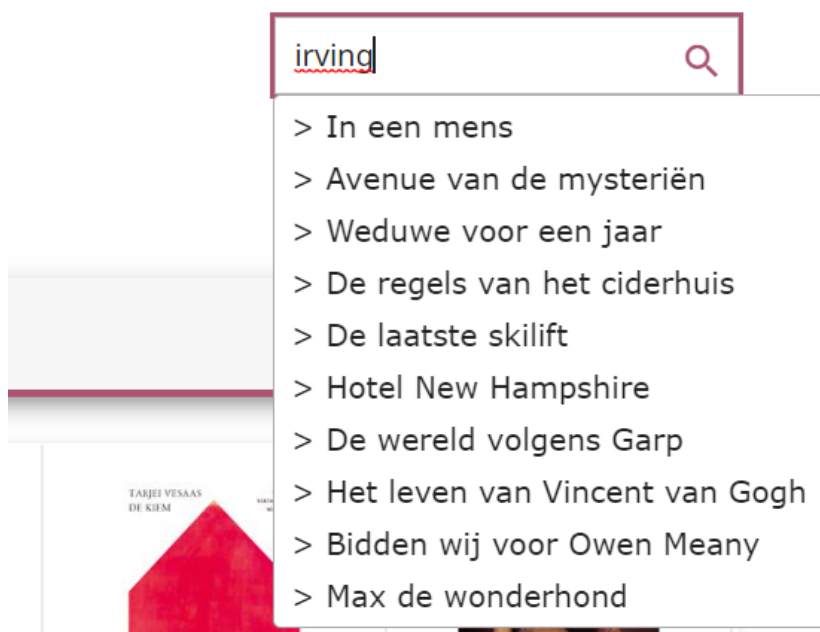 irving
> In een mens
> Avenue van de mysteriën
> Weduwe voor een jaar
> De regels van het ciderhuis
> De laatste skilift
> Hotel New Hampshire
> De wereld volgens Garp
> Het leven van Vincent van Gogh
> Bidden wij voor Owen Meany
> Max de wonderhond
TARJEI VESAAS
DE KIEM